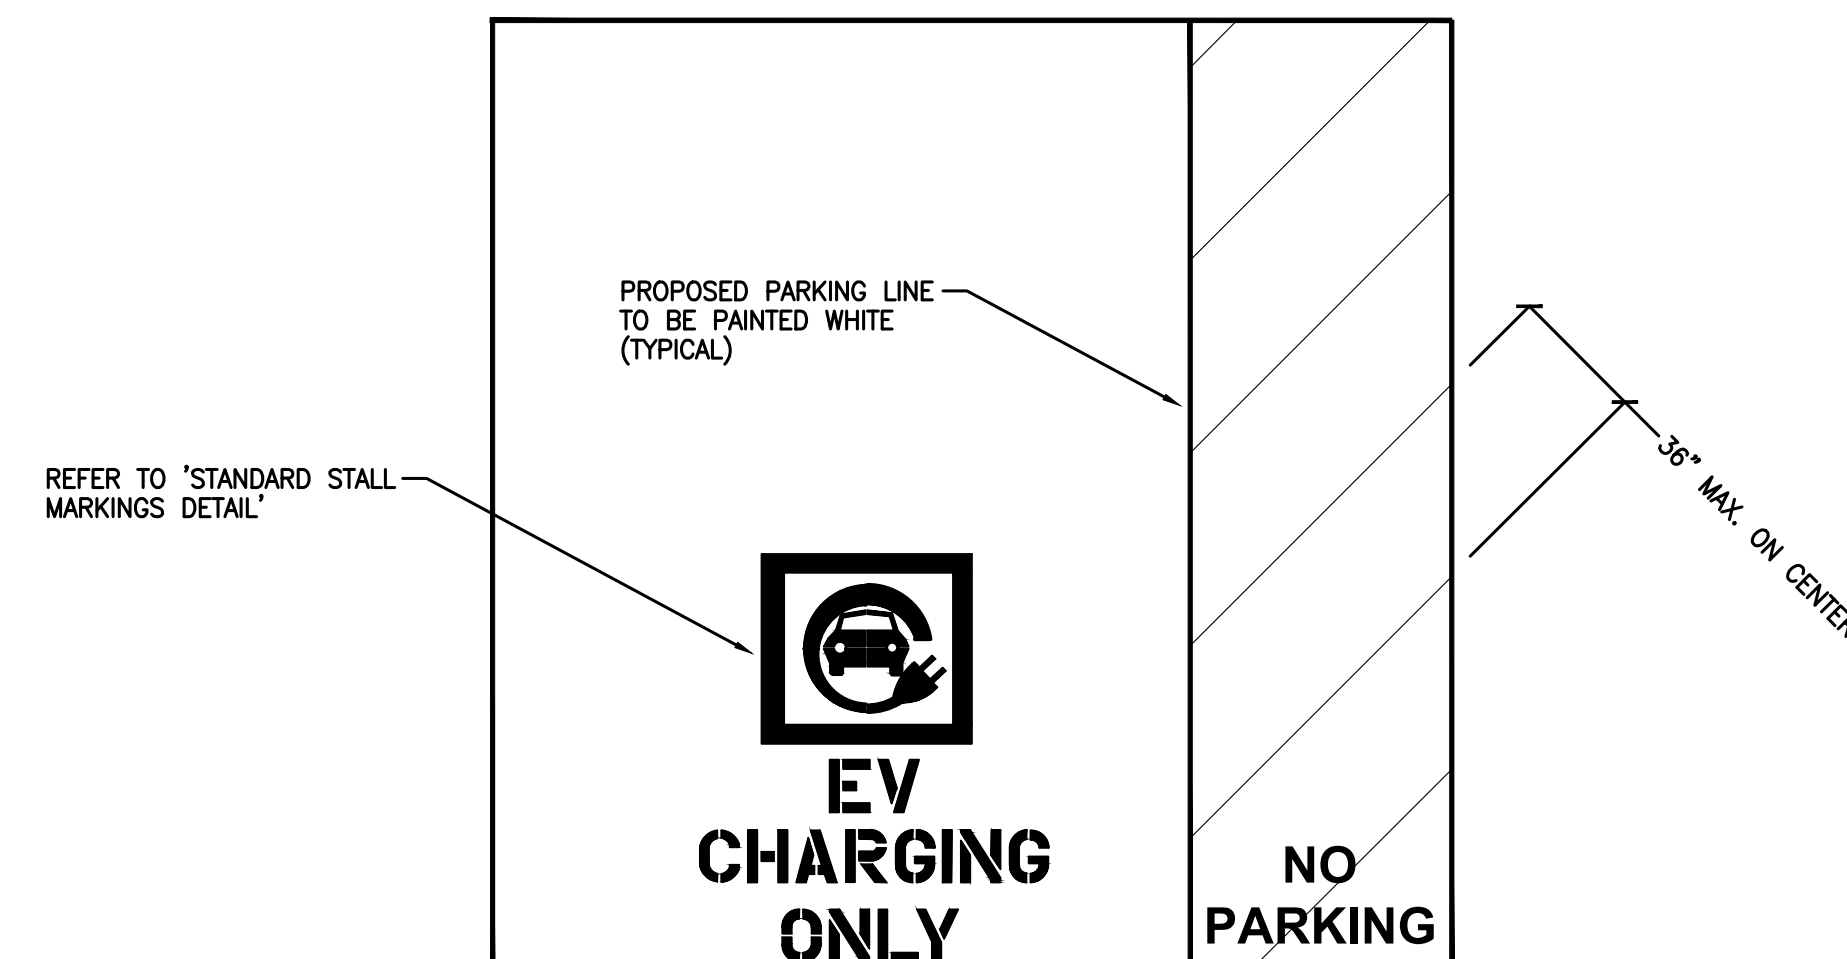 PROPOSED PARKING LINE
TO BE PAINTED WHITE
(TYPICAL)
REFER TO 'STANDARD STALL
MARKINGS DETAIL'
36" MAX. ON CENTER
EV
CHARGING
ONLY
NO
PARKING